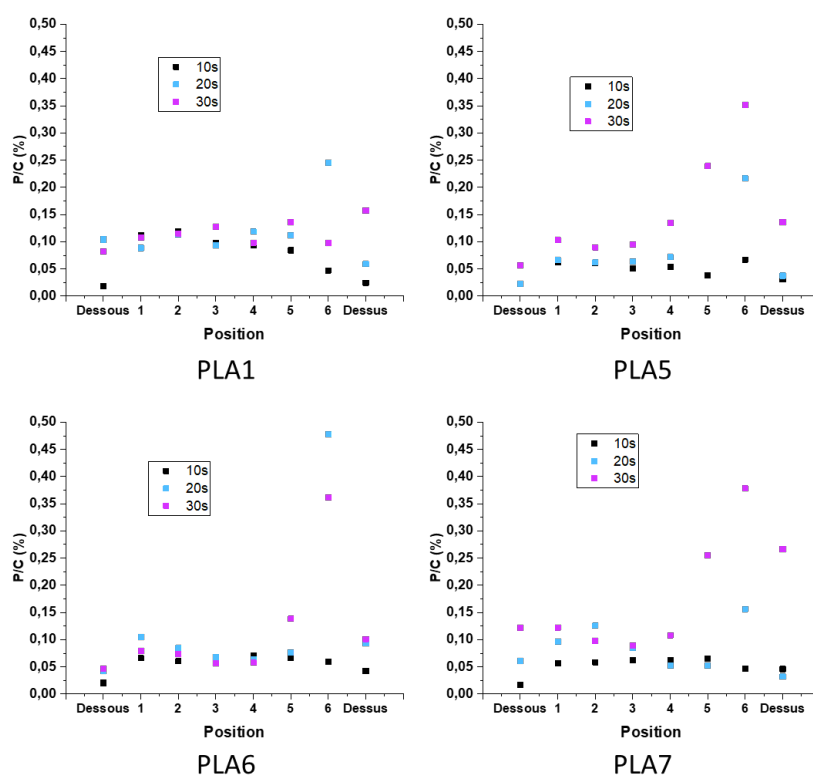 0,50
0,45
0,40
0,35
0,30
0,25
0,20
0,15
0,10
0,05
0,00
P/C (%)
10s
20s
30s
Dessous 1 2 3 4 5 6 Dessus
Position
PLA1
0,50
0,45
0,40
0,35
0,30
0,25
0,20
0,15
0,10
0,05
0,00
P/C (%)
10s
20s
30s
Dessous 1 2 3 4 5 6 Dessus
Position
PLA5
0,50
0,45
0,40
0,35
0,30
0,25
0,20
0,15
0,10
0,05
0,00
P/C (%)
10s
20s
30s
Dessous 1 2 3 4 5 6 Dessus
Position
PLA6
0,50
0,45
0,40
0,35
0,30
0,25
0,20
0,15
0,10
0,05
0,00
P/C (%)
10s
20s
30s
Dessous 1 2 3 4 5 6 Dessus
Position
PLA7